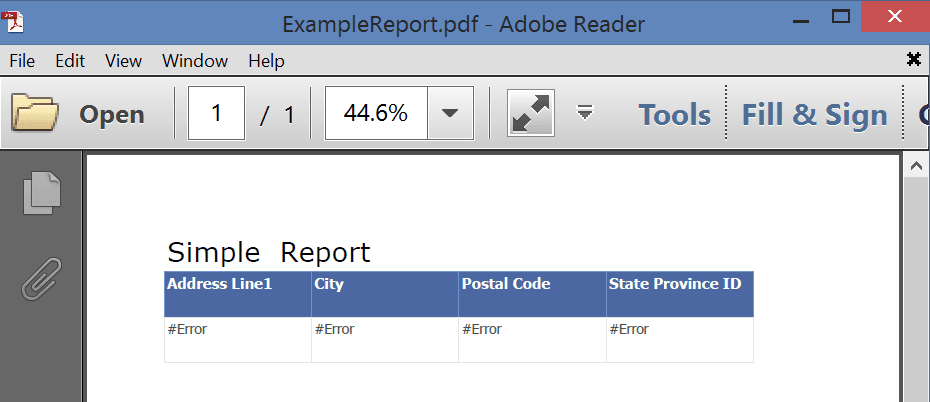 ExampleReport.pdf - Adobe Reader
File Edit View Window Help
Open 1 / 1 44.6% Tools Fill & Sign
Simple Report
Address Line1 City Postal Code State Province ID
#Error #Error #Error #Error